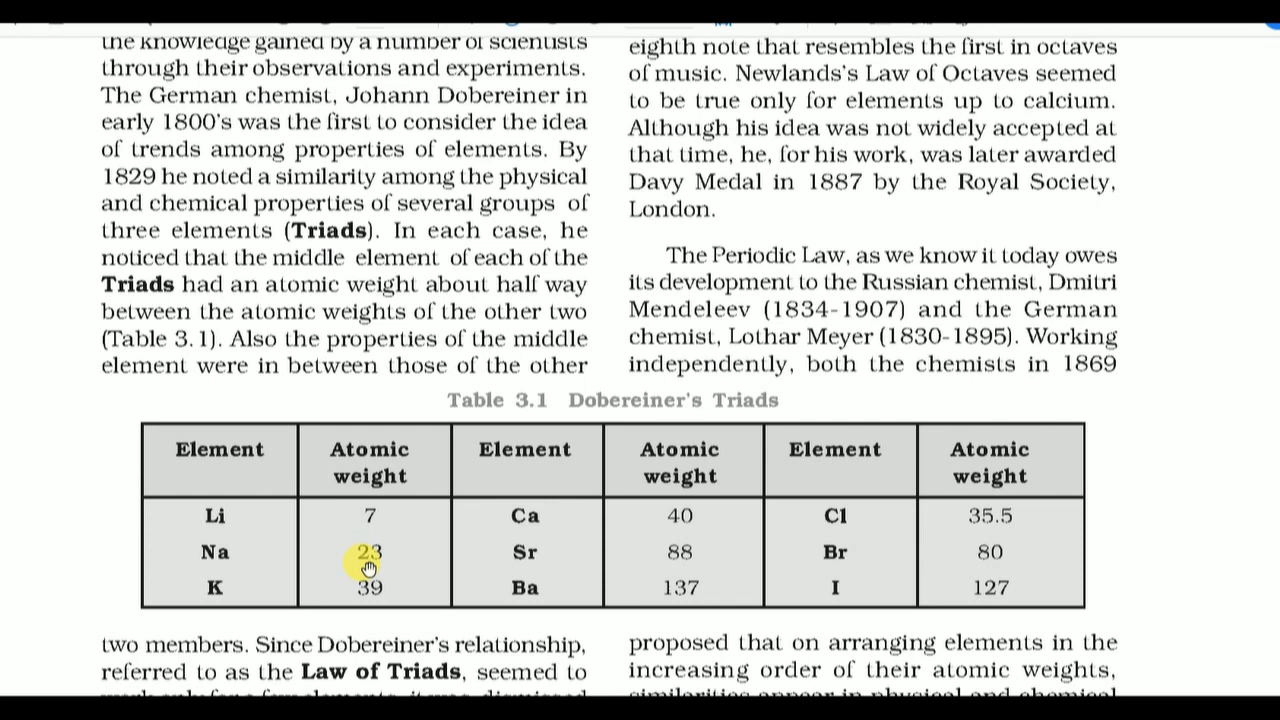 the knowledge gained by a number of scientists
through their observations and experiments.
The German chemist, Johann Dobereiner in
early 1800's was the first to consider the idea
of trends among properties of elements. By
1829 he noted a similarity among the physical
and chemical properties of several groups of
three elements (Triads). In each case, he
noticed that the middle element of each of the
Triads had an atomic weight about half way
between the atomic weights of the other two
(Table 3.1). Also the properties of the middle
element were in between those of the other
eighth note that resembles the first in octaves
of music. Newlands's Law of Octaves seemed
to be true only for elements up to calcium.
Although his idea was not widely accepted at
that time, he, for his work, was later awarded
Davy Medal in 1887 by the Royal Society,
London.
The Periodic Law, as we know it today owes
its development to the Russian chemist, Dmitri
Mendeleev (1834-1907) and the German
chemist, Lothar Meyer (1830-1895). Working
independently, both the chemists in 1869
Table 3.1 Dobereiner's Triads
Element Atomic weight Element Atomic weight Element Atomic weight
Li 7 Ca 40 Cl 35.5
Na 23 Sr 88 Br 80
K 39 Ba 137 I 127
two members. Since Dobereiner's relationship,
referred to as the Law of Triads, seemed to
proposed that on arranging elements in the
increasing order of their atomic weights,
similarities appear in physical and chemical